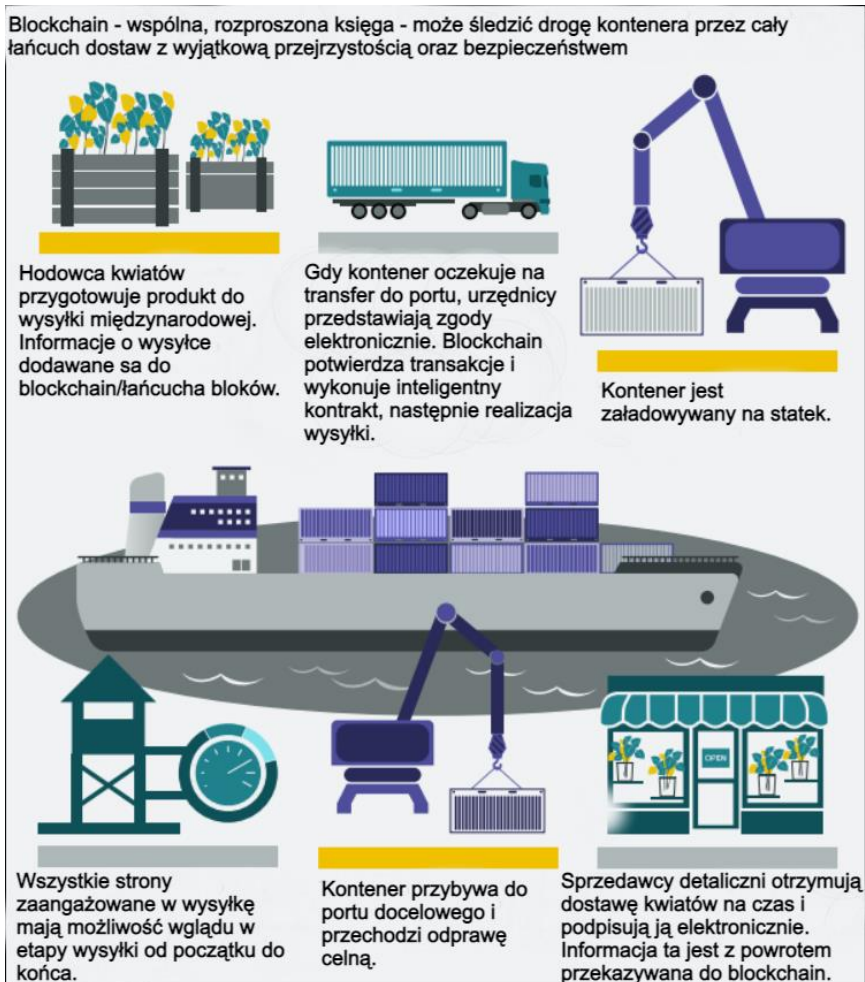 Blockchain - wspólna, rozproszona księga - może śledzić drogę kontenera przez cały
łańcuch dostaw z wyjątkową przejrzystością oraz bezpieczeństwem
Hodowca kwiatów
przygotowuje produkt do
wysyłki międzynarodowej.
Informacje o wysyłce
dodawane sa do
blockchain/łańcucha bloków.
Gdy kontener oczekuje na
transfer do portu, urzędnicy
przedstawiają zgody
elektronicznie. Blockchain
potwierdza transakcje i
wykonuje inteligentny
kontrakt, następnie realizacja
wysyłki.
Kontener jest
załadowywany na statek.
OPEN
Wszystkie strony
zaangażowane w wysyłkę
mają możliwość wglądu w
etapy wysyłki od początku do
końca.
Kontener przybywa do
portu docelowego i
przechodzi odprawę
celną.
Sprzedawcy detaliczni otrzymują
dostawę kwiatów na czas i
podpisują ją elektronicznie.
Informacja ta jest z powrotem
przekazywana do blockchain.